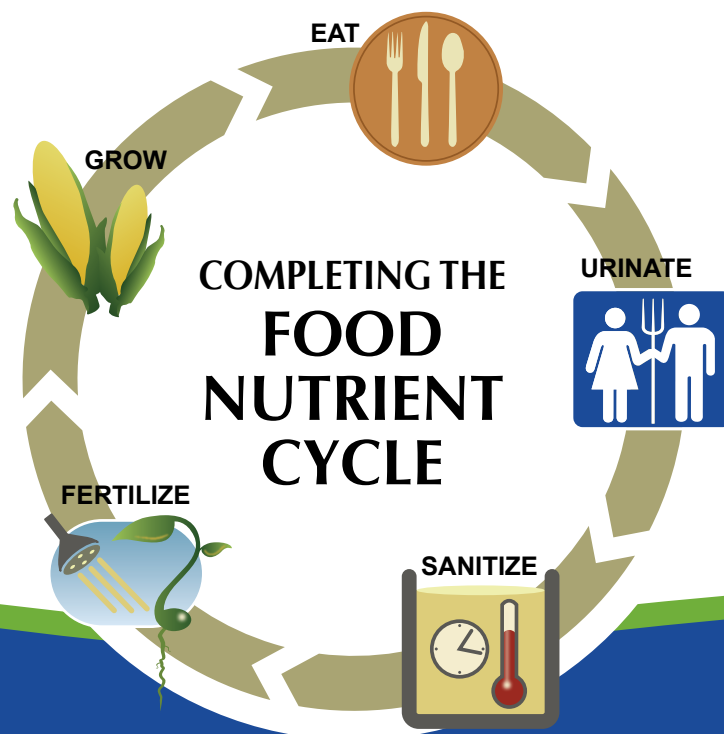 EAT
GROW
COMPLETING THE
FOOD
NUTRIENT
CYCLE
URINATE
FERTILIZE
SANITIZE